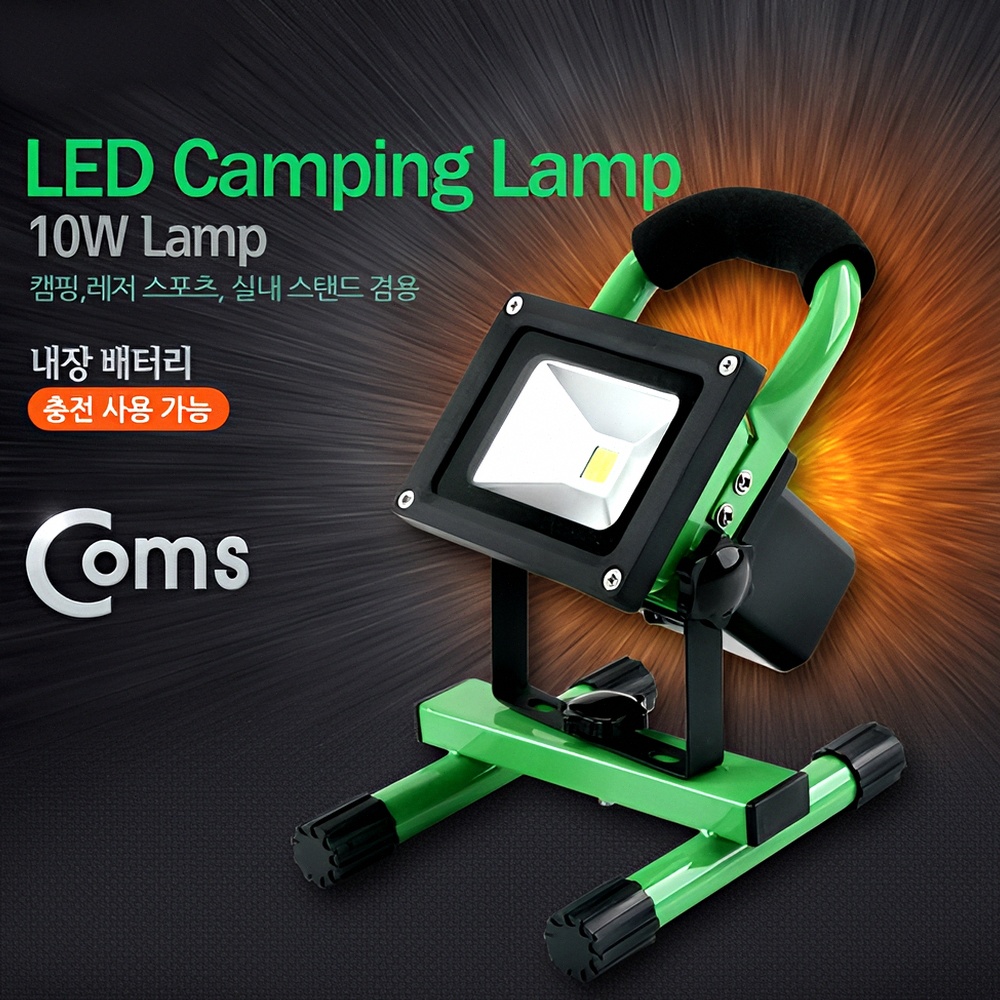 LED Camping Lamp
10W Lamp
캠핑,레저 스포츠, 실내 스탠드 겸용
내장 배터리
충전 사용 가능
Coms